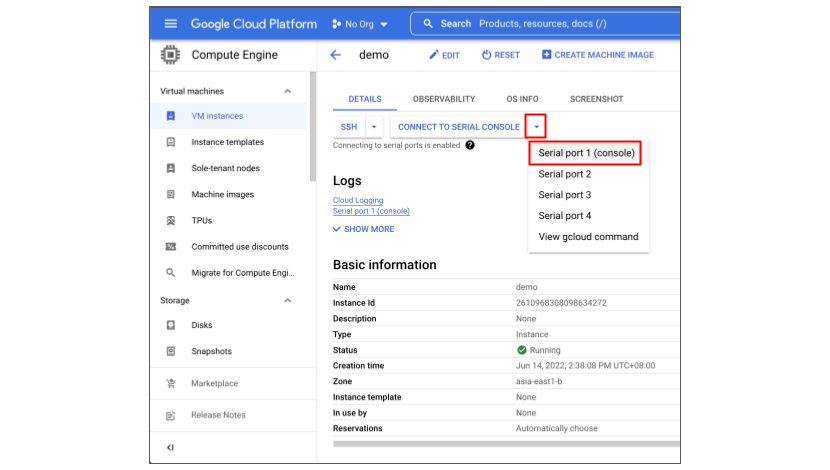 Google Cloud Platform
No Org
Search Products, resources, docs (/)
Compute Engine
demo
EDIT
RESET
CREATE MACHINE IMAGE
Virtual machines
VM instances
Instance templates
Sole-tenant nodes
Machine images
TPUs
Committed use discounts
Migrate for Compute Engi...
Storage
Disks
Snapshots
Marketplace
Release Notes
DETAILS
OBSERVABILITY
OS INFO
SCREENSHOT
SSH
CONNECT TO SERIAL CONSOLE
Connecting to serial ports is enabled ?
Serial port 1 (console)
Serial port 2
Serial port 3
Serial port 4
View gcloud command
Logs
Cloud Logging
Serial port 1 (console)
SHOW MORE
Basic information
Name demo
Instance Id 2610968308098634272
Description None
Type Instance
Status Running
Creation time Jun 14, 2022, 2:38:08 PM UTC+08:00
Zone asia-east1-b
Instance template None
In use by None
Reservations Automatically choose